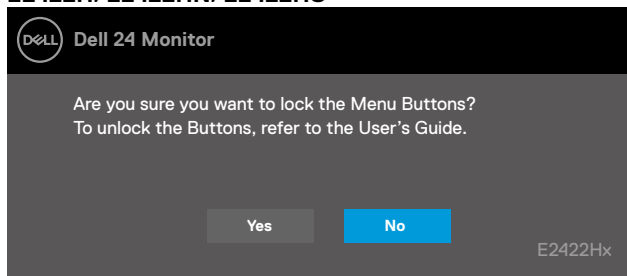 DELL
Dell 24 Monitor
Are you sure you want to lock the Menu Buttons?
To unlock the Buttons, refer to the User's Guide.
Yes
No
E2422Hx